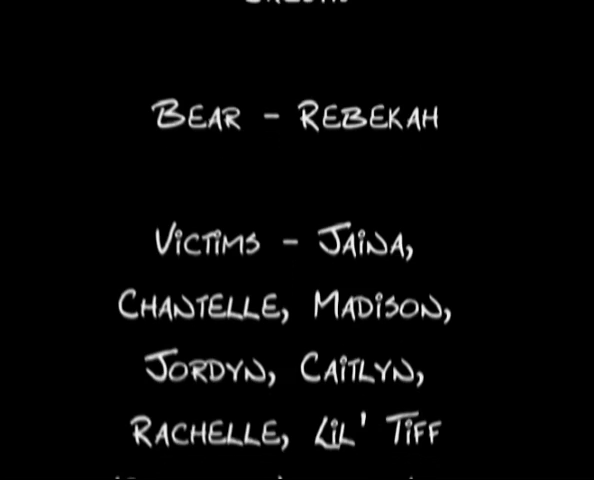 Bear - Rebekah
Victims - Jaina,
Chantelle, Madison,
Jordyn, Caitlyn,
Rachelle, Lil' Tiff